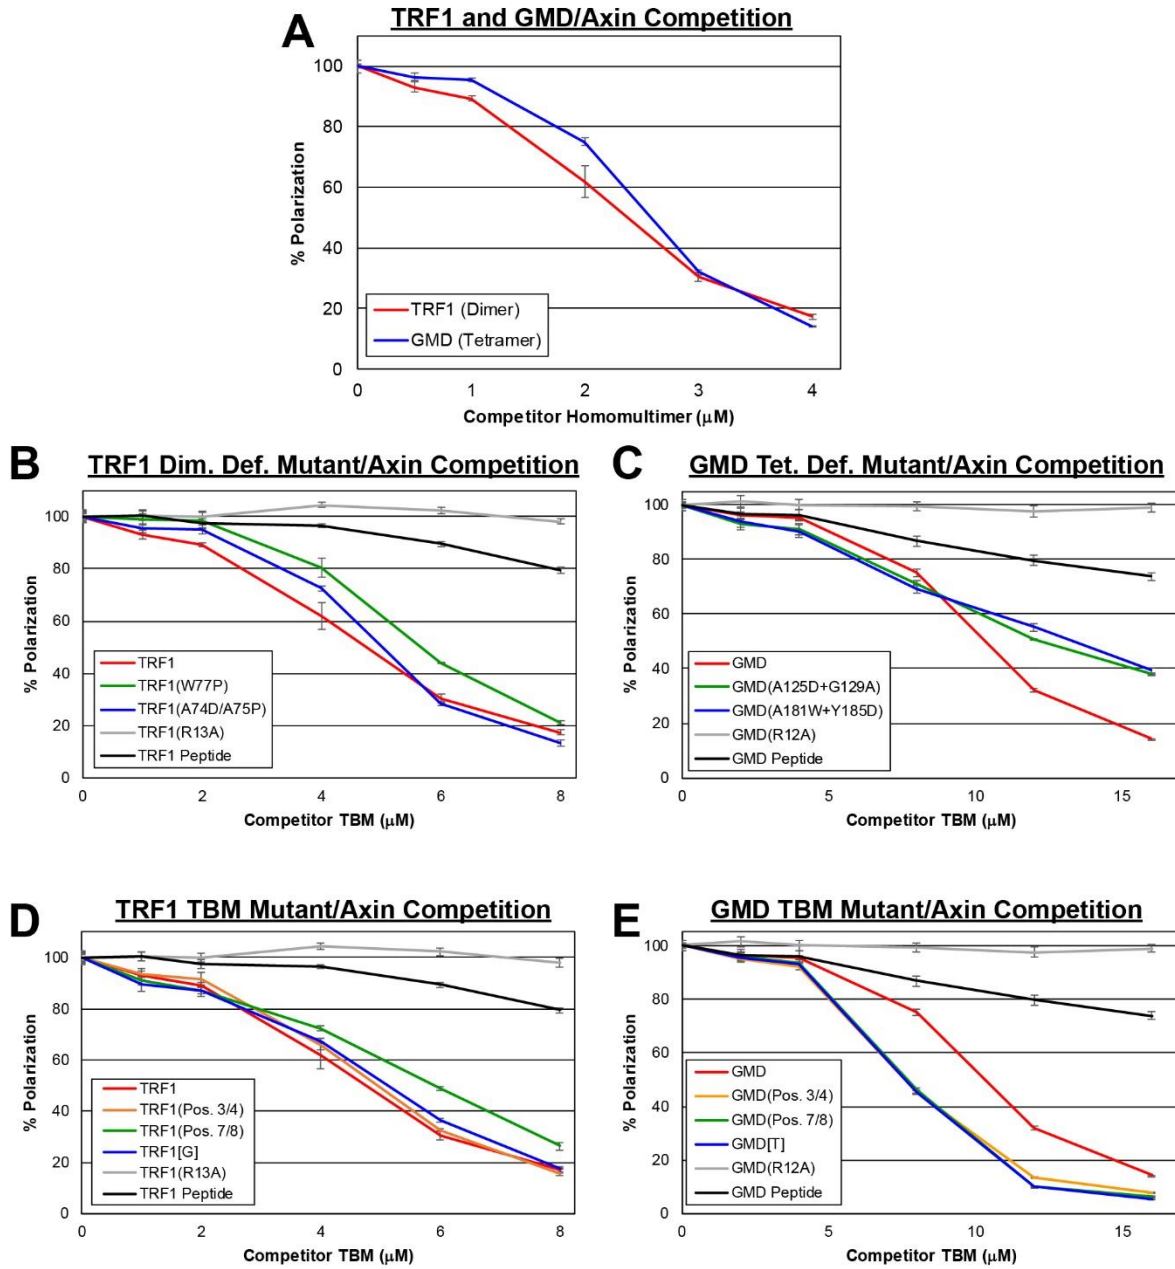 A
TRF1 and GMD/Axin Competition
% Polarization
100
80
60
40
20
0
TRF1 (Dimer)
GMD (Tetramer)
0 1 2 3 4
Competitor Homomultimer (μM)
B
TRF1 Dim. Def. Mutant/Axin Competition
% Polarization
100
80
60
40
20
0
TRF1
TRF1(W77P)
TRF1(A74D/A75P)
TRF1(R13A)
TRF1 Peptide
0 2 4 6 8
Competitor TBM (μM)
C
GMD Tet. Def. Mutant/Axin Competition
% Polarization
100
80
60
40
20
0
GMD
GMD(A125D+G129A)
GMD(A181W+Y185D)
GMD(R12A)
GMD Peptide
0 5 10 15
Competitor TBM (μM)
D
TRF1 TBM Mutant/Axin Competition
% Polarization
100
80
60
40
20
0
TRF1
TRF1(Pos. 3/4)
TRF1(Pos. 7/8)
TRF1[G]
TRF1(R13A)
TRF1 Peptide
0 2 4 6 8
Competitor TBM (μM)
E
GMD TBM Mutant/Axin Competition
% Polarization
100
80
60
40
20
0
GMD
GMD(Pos. 3/4)
GMD(Pos. 7/8)
GMD[T]
GMD(R12A)
GMD Peptide
0 5 10 15
Competitor TBM (μM)